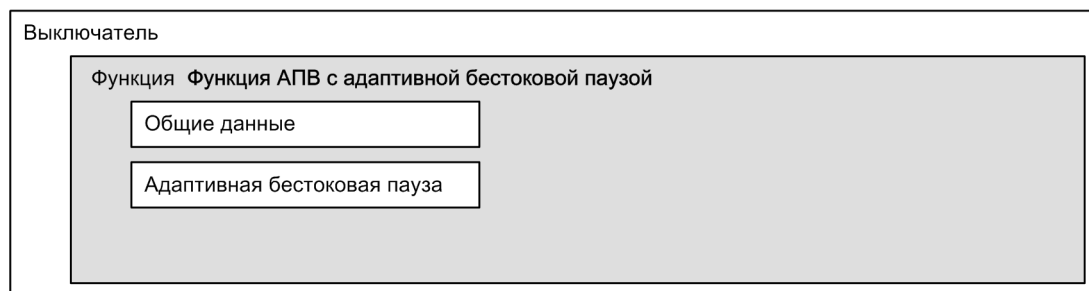 Выключатель
Функция Функция АПВ с адаптивной бестоковой паузой
Общие данные
Адаптивная бестоковая пауза